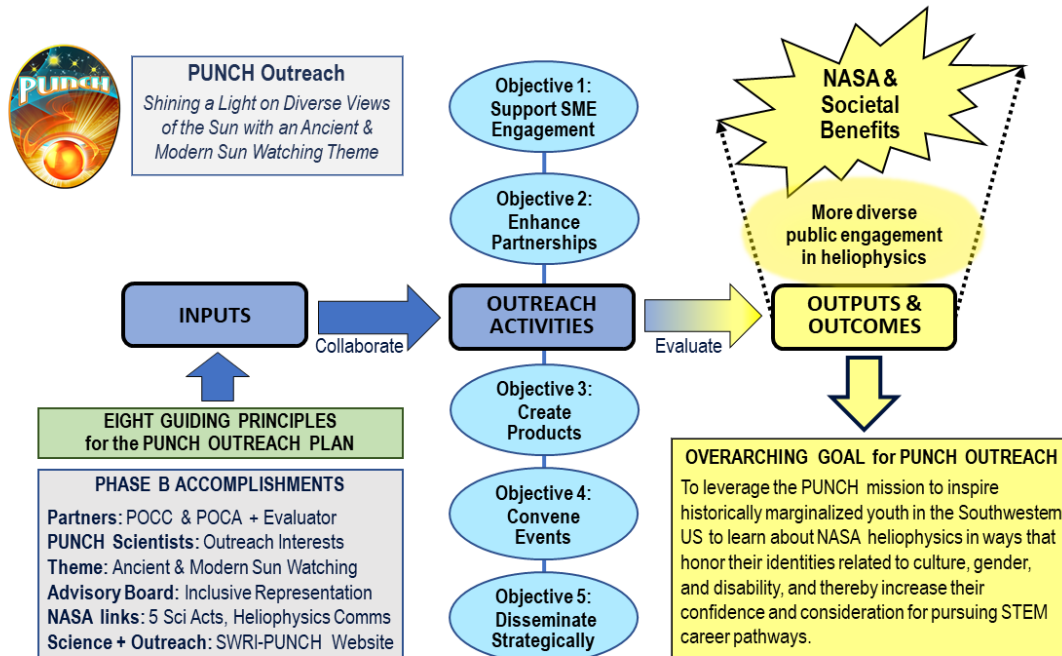 PUNCH
PUNCH Outreach
Shining a Light on Diverse Views
of the Sun with an Ancient &
Modern Sun Watching Theme
Objective 1:
Support SME
Engagement
Objective 2:
Enhance
Partnerships
NASA &
Societal
Benefits
More diverse
public engagement
in heliophysics
INPUTS
Collaborate
OUTREACH
ACTIVITIES
Evaluate
OUTPUTS &
OUTCOMES
EIGHT GUIDING PRINCIPLES
for the PUNCH OUTREACH PLAN
PHASE B ACCOMPLISHMENTS
Partners: POCC & POCA + Evaluator
PUNCH Scientists: Outreach Interests
Theme: Ancient & Modern Sun Watching
Advisory Board: Inclusive Representation
NASA links: 5 Sci Acts, Heliophysics Comms
Science + Outreach: SWRI-PUNCH Website
Objective 3:
Create
Products
Objective 4:
Convene
Events
Objective 5:
Disseminate
Strategically
OVERARCHING GOAL for PUNCH OUTREACH
To leverage the PUNCH mission to inspire
historically marginalized youth in the Southwestern
US to learn about NASA heliophysics in ways that
honor their identities related to culture, gender,
and disability, and thereby increase their
confidence and consideration for pursuing STEM
career pathways.